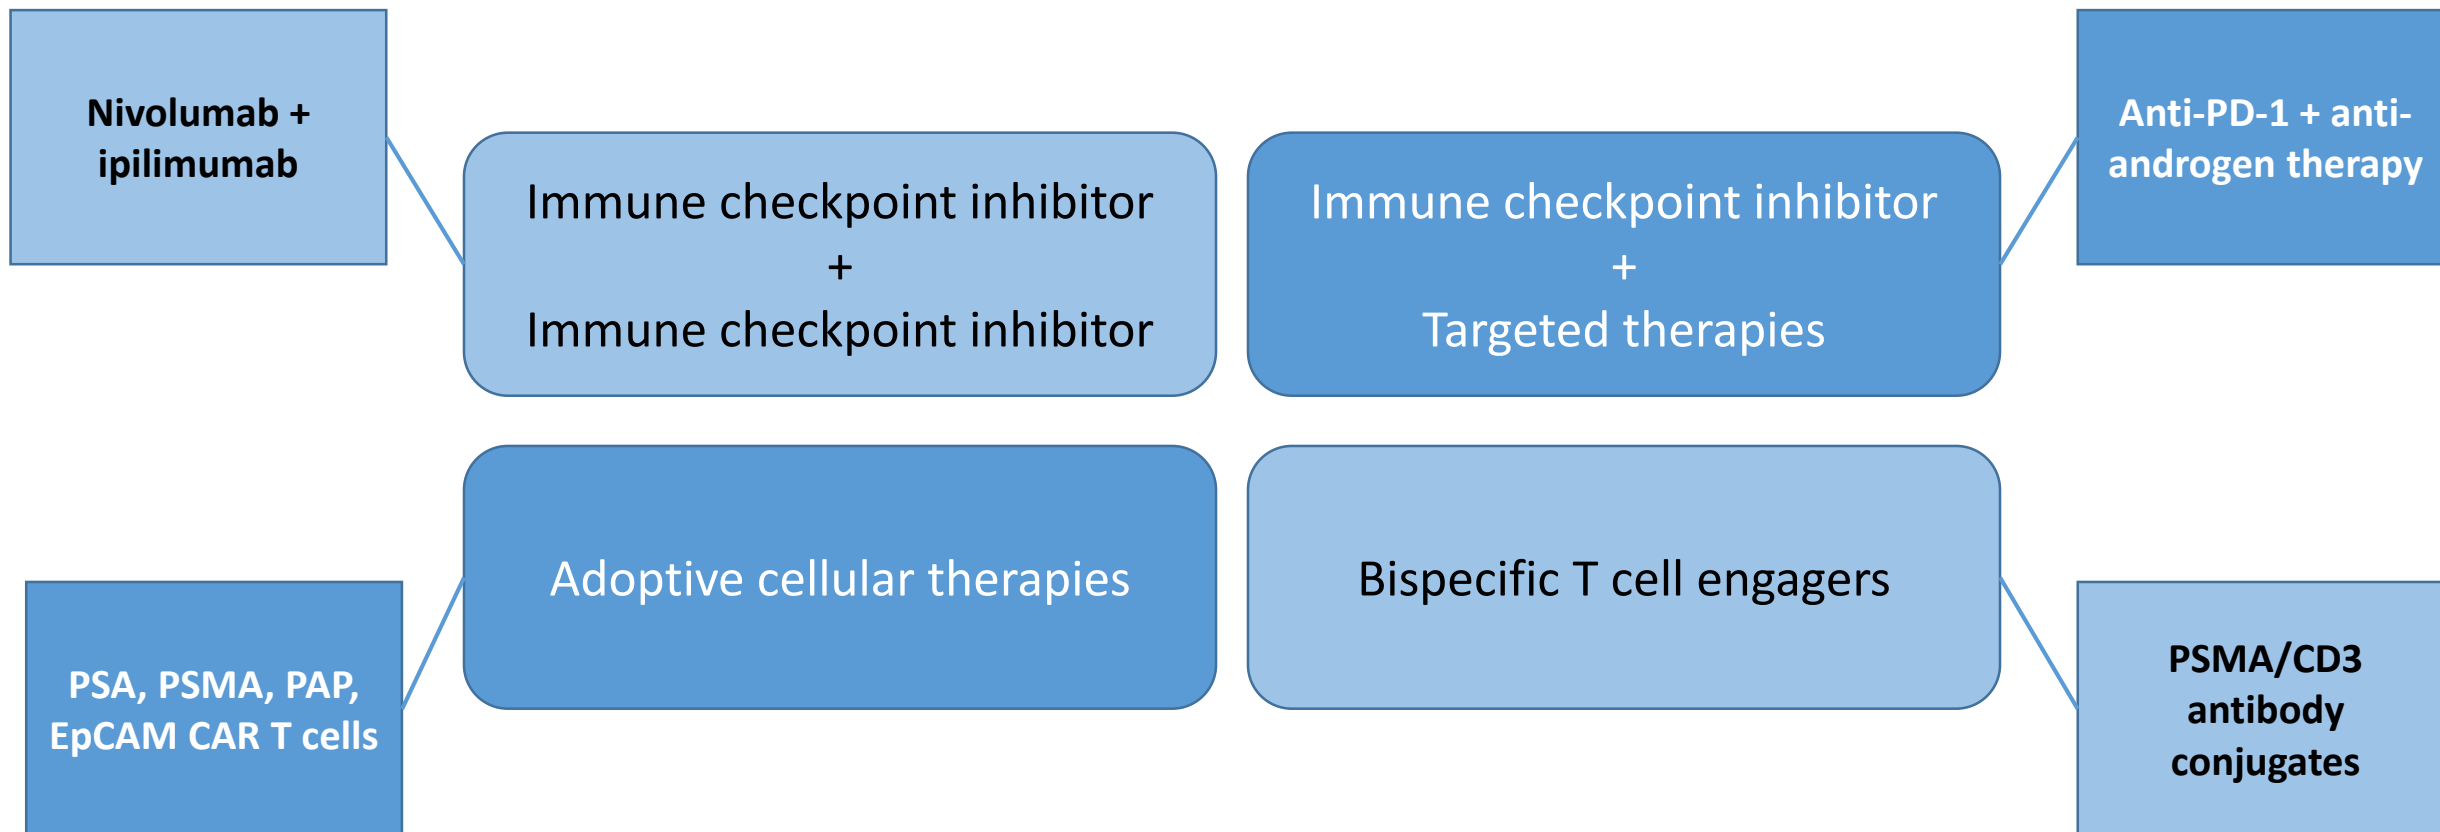 Nivolumab +
ipilimumab
Immune checkpoint inhibitor
+
Immune checkpoint inhibitor
Immune checkpoint inhibitor
+
Targeted therapies
Anti-PD-1 + anti-
androgen therapy
PSA, PSMA, PAP,
EpCAM CAR T cells
Adoptive cellular therapies
Bispecific T cell engagers
PSMA/CD3
antibody
conjugates